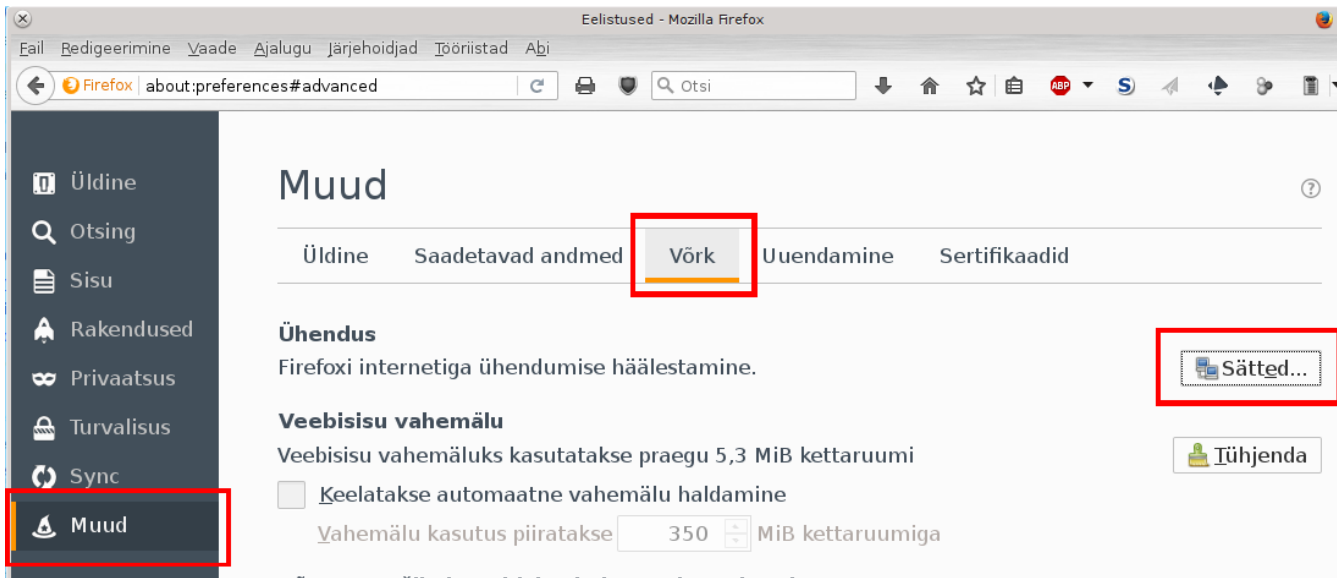 Eelistused - Mozilla Firefox
Fail Redigeerimine Vaade Ajalugu Järjehoidjad Tööriistad Abi
Firefox about:preferences#advanced Otsi ABP S
Üldine
Otsing
Sisu
Rakendused
Privaatsus
Turvalisus
Sync
Muud
Muud
Üldine Saadetavad andmed Võrk Uuendamine Sertifikaadid
Ühendus
Firefoxi internetiga ühendumise häälestamine.
Sätted...
Veebisisu vahemälu
Veebisisu vahemäluks kasutatakse praegu 5,3 MiB kettaruumi
Tühjenda
Keelatakse automaatne vahemälu haldamine
Vahemälu kasutus piiratakse 350 MiB kettaruumiga